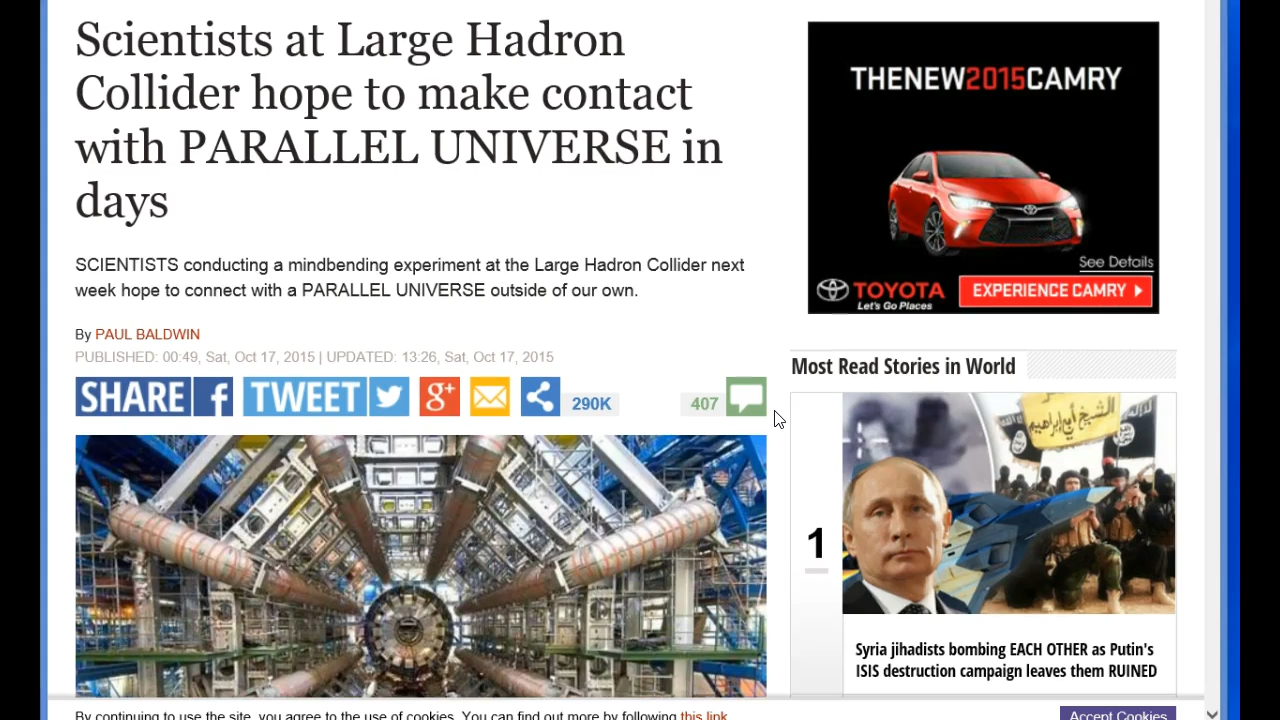 Scientists at Large Hadron
Collider hope to make contact
with PARALLEL UNIVERSE in
days
SCIENTISTS conducting a mindbending experiment at the Large Hadron Collider next
week hope to connect with a PARALLEL UNIVERSE outside of our own.
By PAUL BALDWIN
PUBLISHED: 00:49, Sat, Oct 17, 2015 | UPDATED: 13:26, Sat, Oct 17, 2015
SHARE f
TWEET
g+
290K
407
THENEW2015CAMRY
See Details
TOYOTA
Let's Go Places
EXPERIENCE CAMRY
Most Read Stories in World
1
Syria jihadists bombing EACH OTHER as Putin's
ISIS destruction campaign leaves them RUINED
By continuing to use the site, you agree to the use of cookies. You can find out more by following this link
Accept Cookies